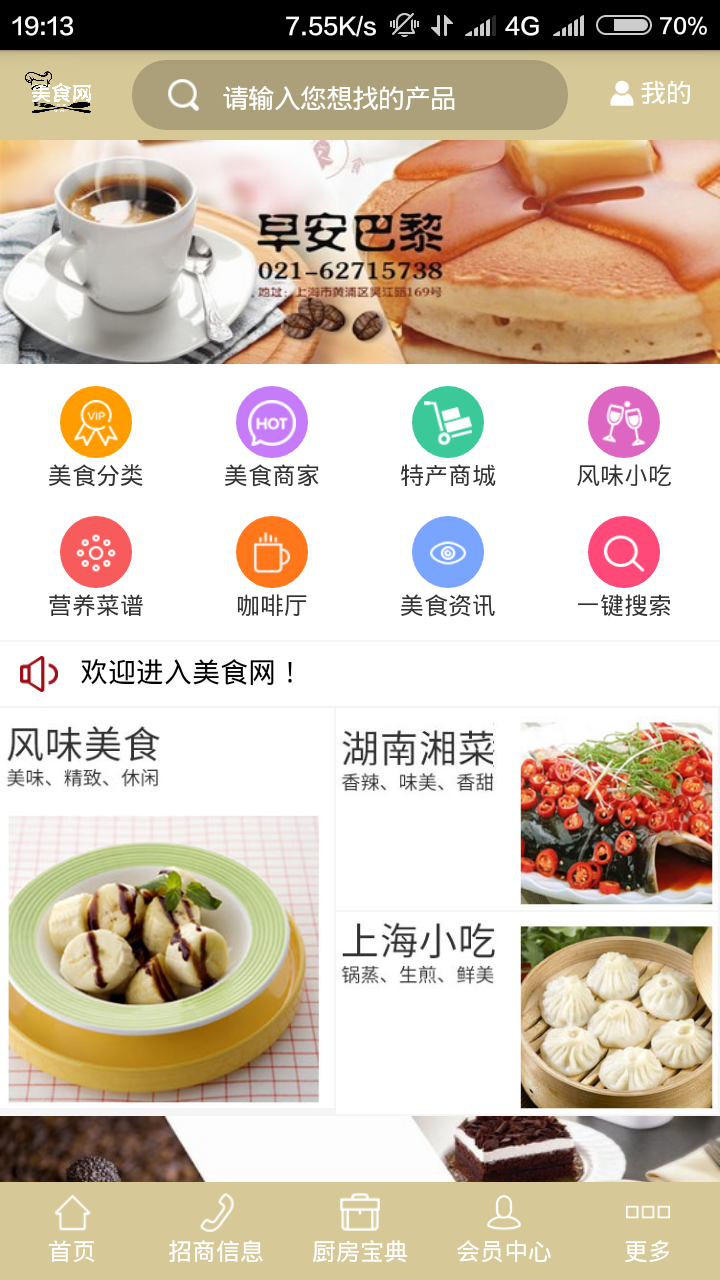 19:13
7.55K/s
4G
70%
美食网
请输入您想找的产品
我的
早安巴黎
021-62715738
地址：上海市黄浦区吴江路169号
VIP
HOT
美食分类
美食商家
特产商城
风味小吃
营养菜谱
咖啡厅
美食资讯
一键搜索
欢迎进入美食网！
风味美食
美味、精致、休闲
湖南湘菜
香辣、味美、香甜
上海小吃
锅蒸、生煎、鲜美
首页
招商信息
厨房宝典
会员中心
更多